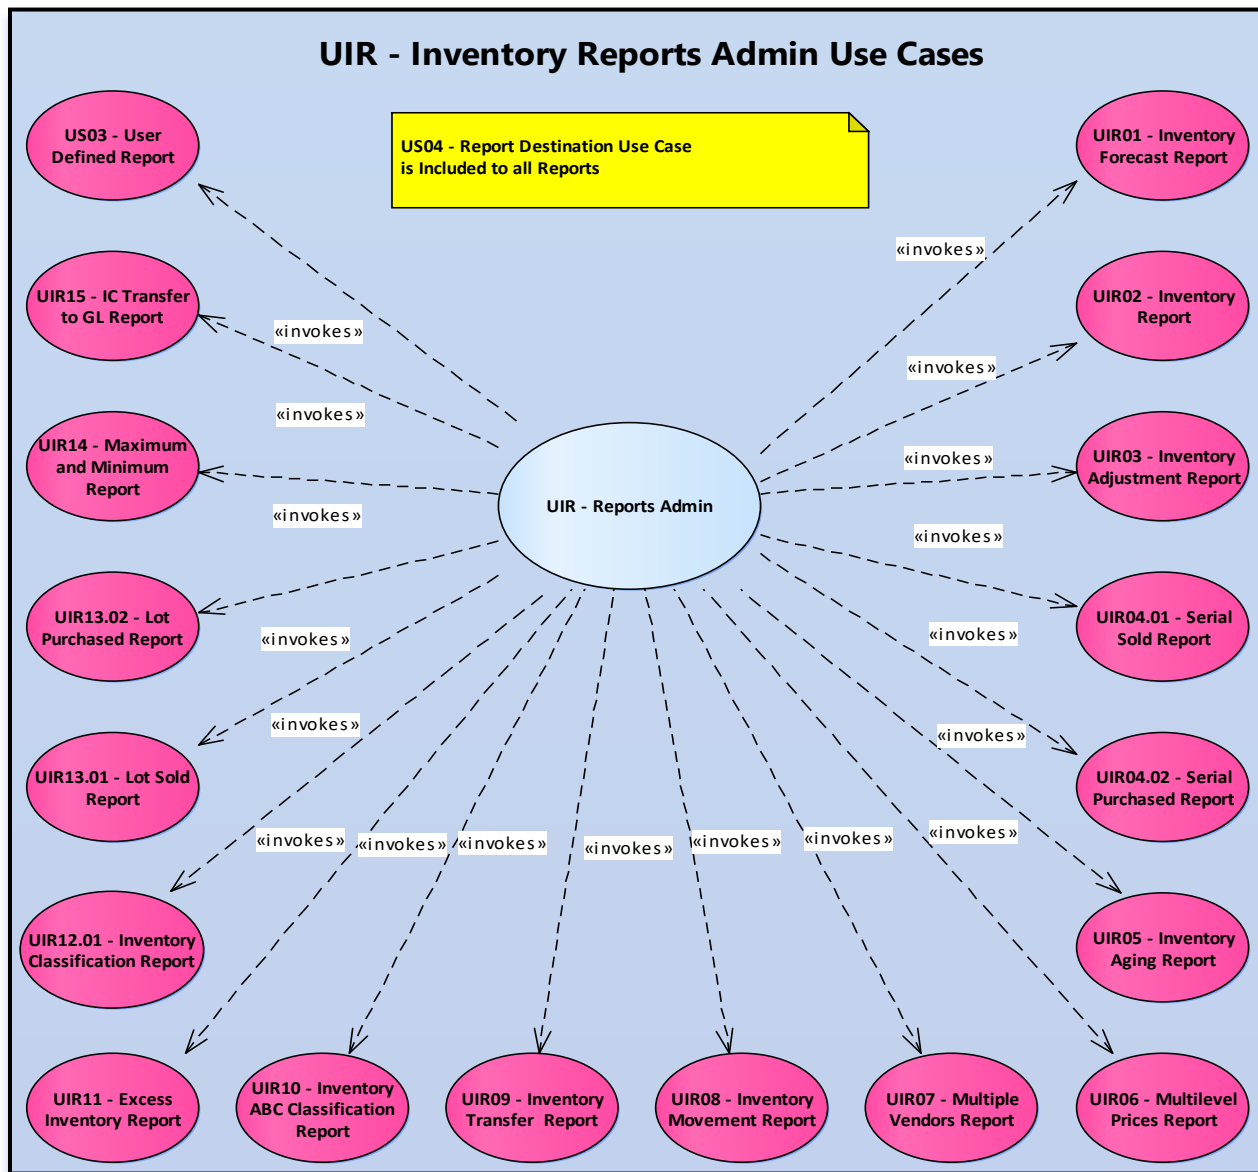 UIR - Inventory Reports Admin Use Cases
US03 - User
Defined Report
US04 - Report Destination Use Case
is Included to all Reports
UIR01 - Inventory
Forecast Report
«invokes»
UIR15 - IC Transfer
to GL Report
UIR02 - Inventory
Report
«invokes»
«invokes»
«invokes»
UIR14 - Maximum
and Minimum
Report
«invokes»
UIR03 - Inventory
Adjustment Report
UIR - Reports Admin
«invokes»
«invokes»
UIR13.02 - Lot
Purchased Report
«invokes»
«invokes»
UIR04.01 - Serial
Sold Report
«invokes»
«invokes»
UIR13.01 - Lot Sold
Report
UIR04.02 - Serial
Purchased Report
«invokes»
«invokes»
«invokes»
«invokes»
«invokes»
«invokes»
«invokes»
UIR12.01 - Inventory
Classification Report
UIR05 - Inventory
Aging Report
UIR11 - Excess
Inventory Report
UIR10 - Inventory
ABC Classification
Report
UIR09 - Inventory
Transfer  Report
UIR08 - Inventory
Movement Report
UIR07 - Multiple
Vendors Report
UIR06 - Multilevel
Prices Report